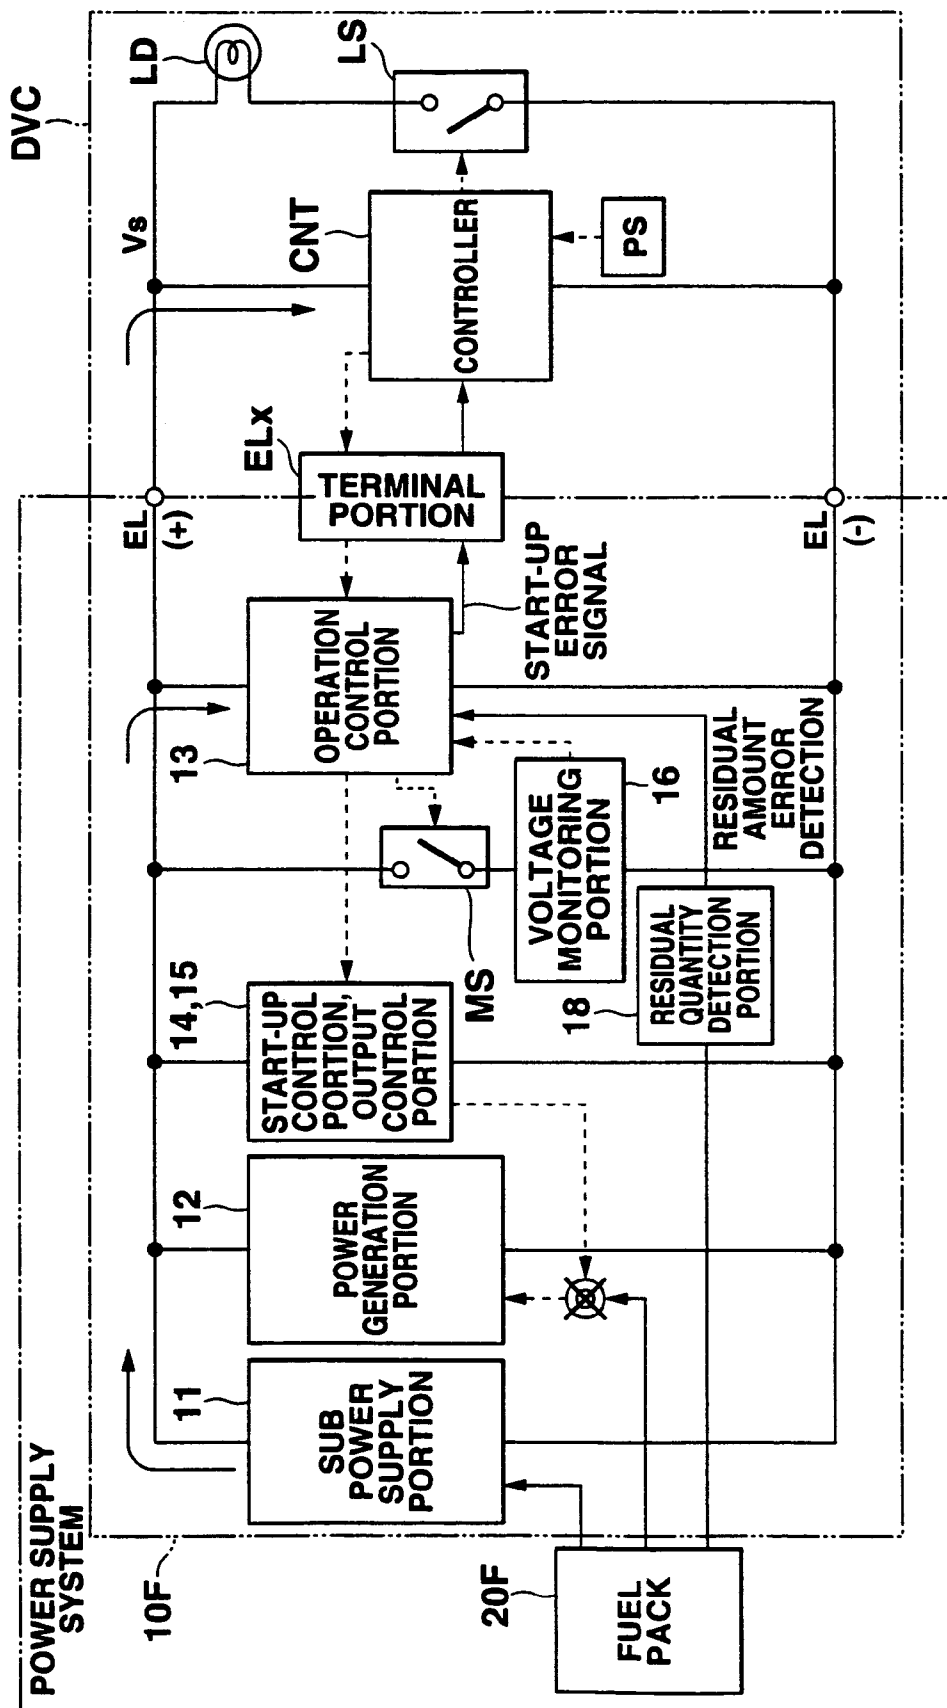 POWER SUPPLY
SYSTEM
DVC
10F
20F
FUEL
PACK
11
SUB
POWER
SUPPLY
PORTION
12
POWER
GENERATION
PORTION
14,15
START-UP
CONTROL
PORTION,
OUTPUT
CONTROL
PORTION
MS
13
OPERATION
CONTROL
PORTION
VOLTAGE
MONITORING
PORTION
16
18
RESIDUAL
QUANTITY
DETECTION
PORTION
RESIDUAL
AMOUNT
ERROR
DETECTION
START-UP
ERROR
SIGNAL
EL
(+)
ELx
TERMINAL
PORTION
EL
(-)
Vs
CNT
CONTROLLER
PS
LD
LS